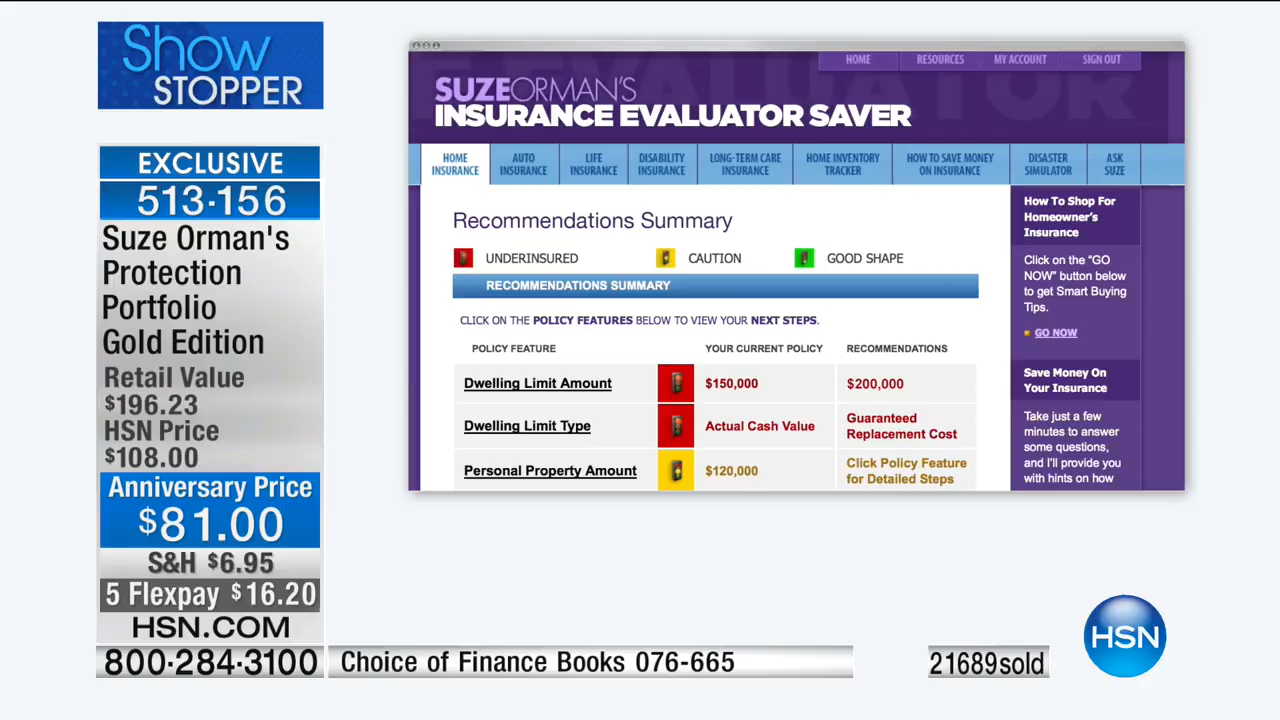 Show
STOPPER
EXCLUSIVE
513-156
Suze Orman's
Protection
Portfolio
Gold Edition
Retail Value
$196.23
HSN Price
$108.00
Anniversary Price
$81.00
S&H $6.95
5 Flexpay $16.20
HSN.COM
800-284-3100
HOME RESOURCES MY ACCOUNT SIGN OUT
SUZEORMAN'S
INSURANCE EVALUATOR SAVER
HOME INSURANCE
AUTO INSURANCE
LIFE INSURANCE
DISABILITY INSURANCE
LONG-TERM CARE INSURANCE
HOME INVENTORY TRACKER
HOW TO SAVE MONEY ON INSURANCE
DISASTER SIMULATOR
ASK SUZE
Recommendations Summary
UNDERINSURED CAUTION GOOD SHAPE
RECOMMENDATIONS SUMMARY
CLICK ON THE POLICY FEATURES BELOW TO VIEW YOUR NEXT STEPS.
POLICY FEATURE YOUR CURRENT POLICY RECOMMENDATIONS
Dwelling Limit Amount $150,000 $200,000
Dwelling Limit Type Actual Cash Value Guaranteed Replacement Cost
Personal Property Amount $120,000 Click Policy Feature for Detailed Steps
How To Shop For
Homeowner's
Insurance
Click on the "GO
NOW" button below
to get Smart Buying
Tips.
GO NOW
Save Money On
Your Insurance
Take just a few
minutes to answer
some questions,
and I'll provide you
with hints on how
Choice of Finance Books 076-665
21689sold
HSN